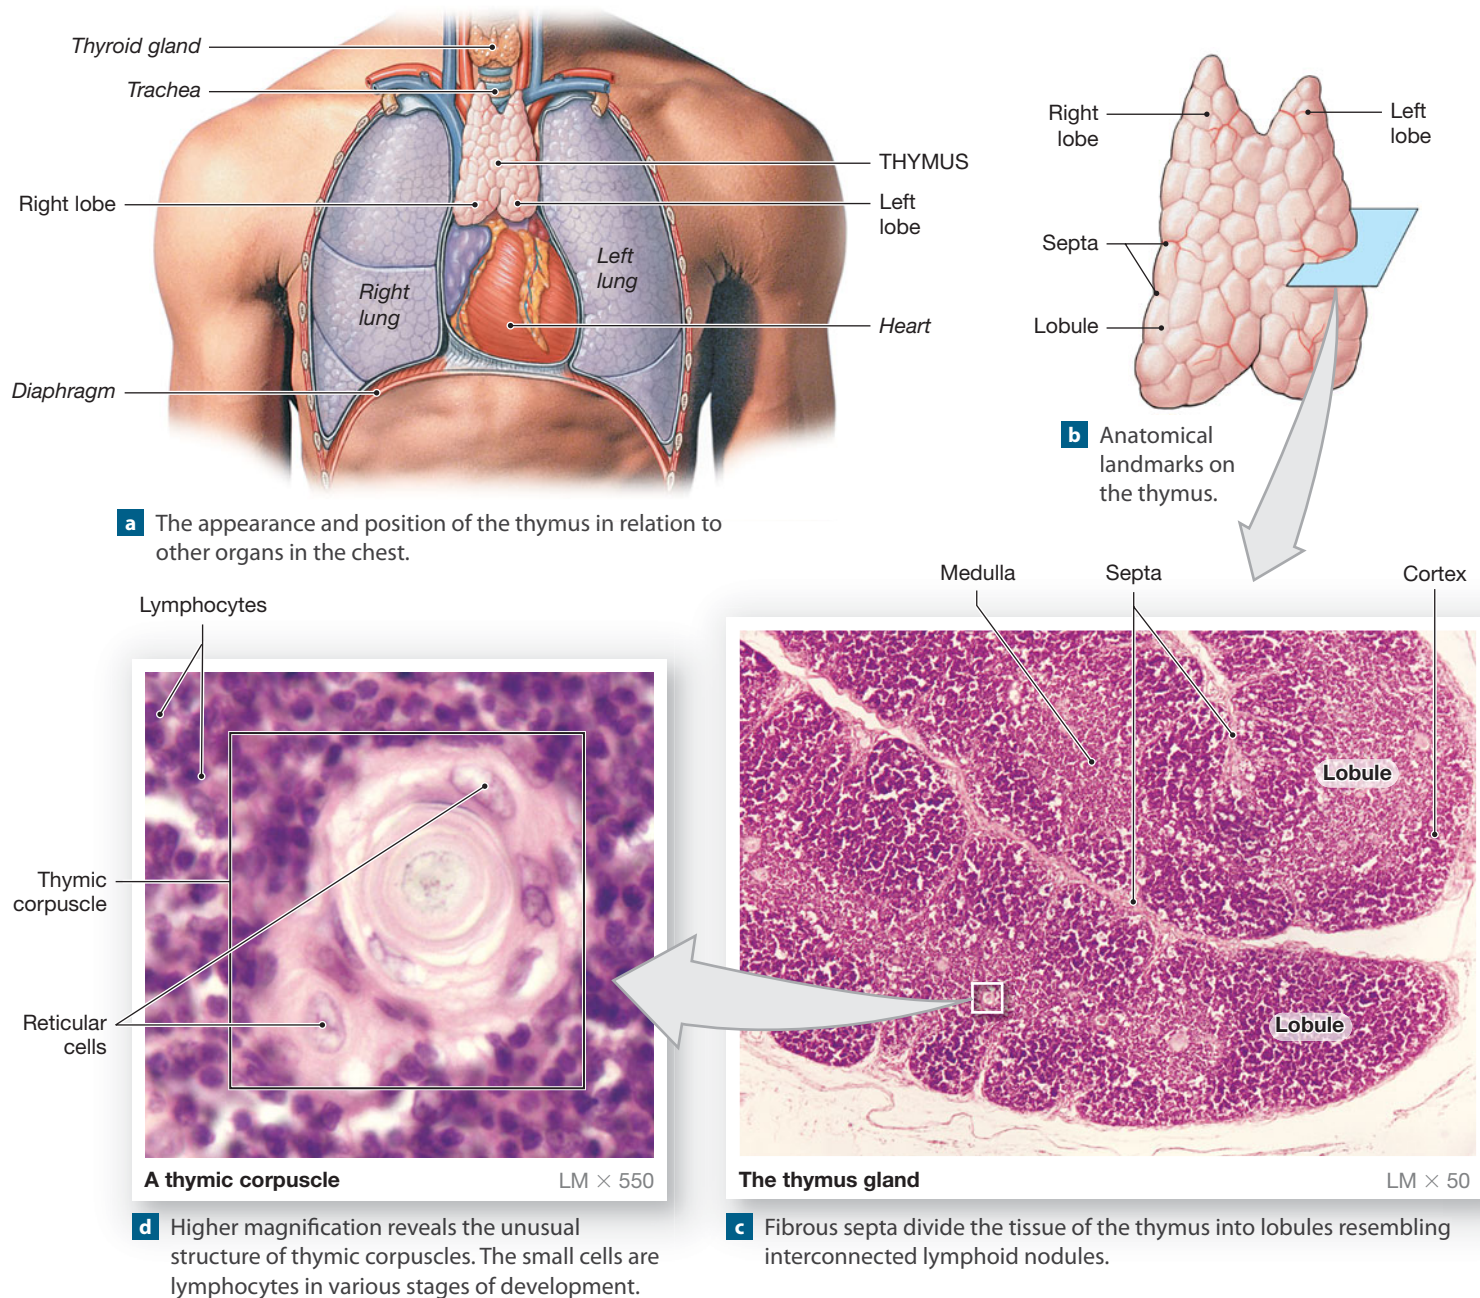 Thyroid gland
Trachea
THYMUS
Right lobe
Left
lobe
Left
lung
Right
lung
Heart
Diaphragm
a The appearance and position of the thymus in relation to
other organs in the chest.
Right
lobe
Left
lobe
Septa
Lobule
b Anatomical
landmarks on
the thymus.
Medulla
Septa
Cortex
Lobule
Lobule
The thymus gland
LM × 50
c Fibrous septa divide the tissue of the thymus into lobules resembling
interconnected lymphoid nodules.
Lymphocytes
Thymic
corpuscle
Reticular
cells
A thymic corpuscle
LM × 550
d Higher magnification reveals the unusual
structure of thymic corpuscles. The small cells are
lymphocytes in various stages of development.